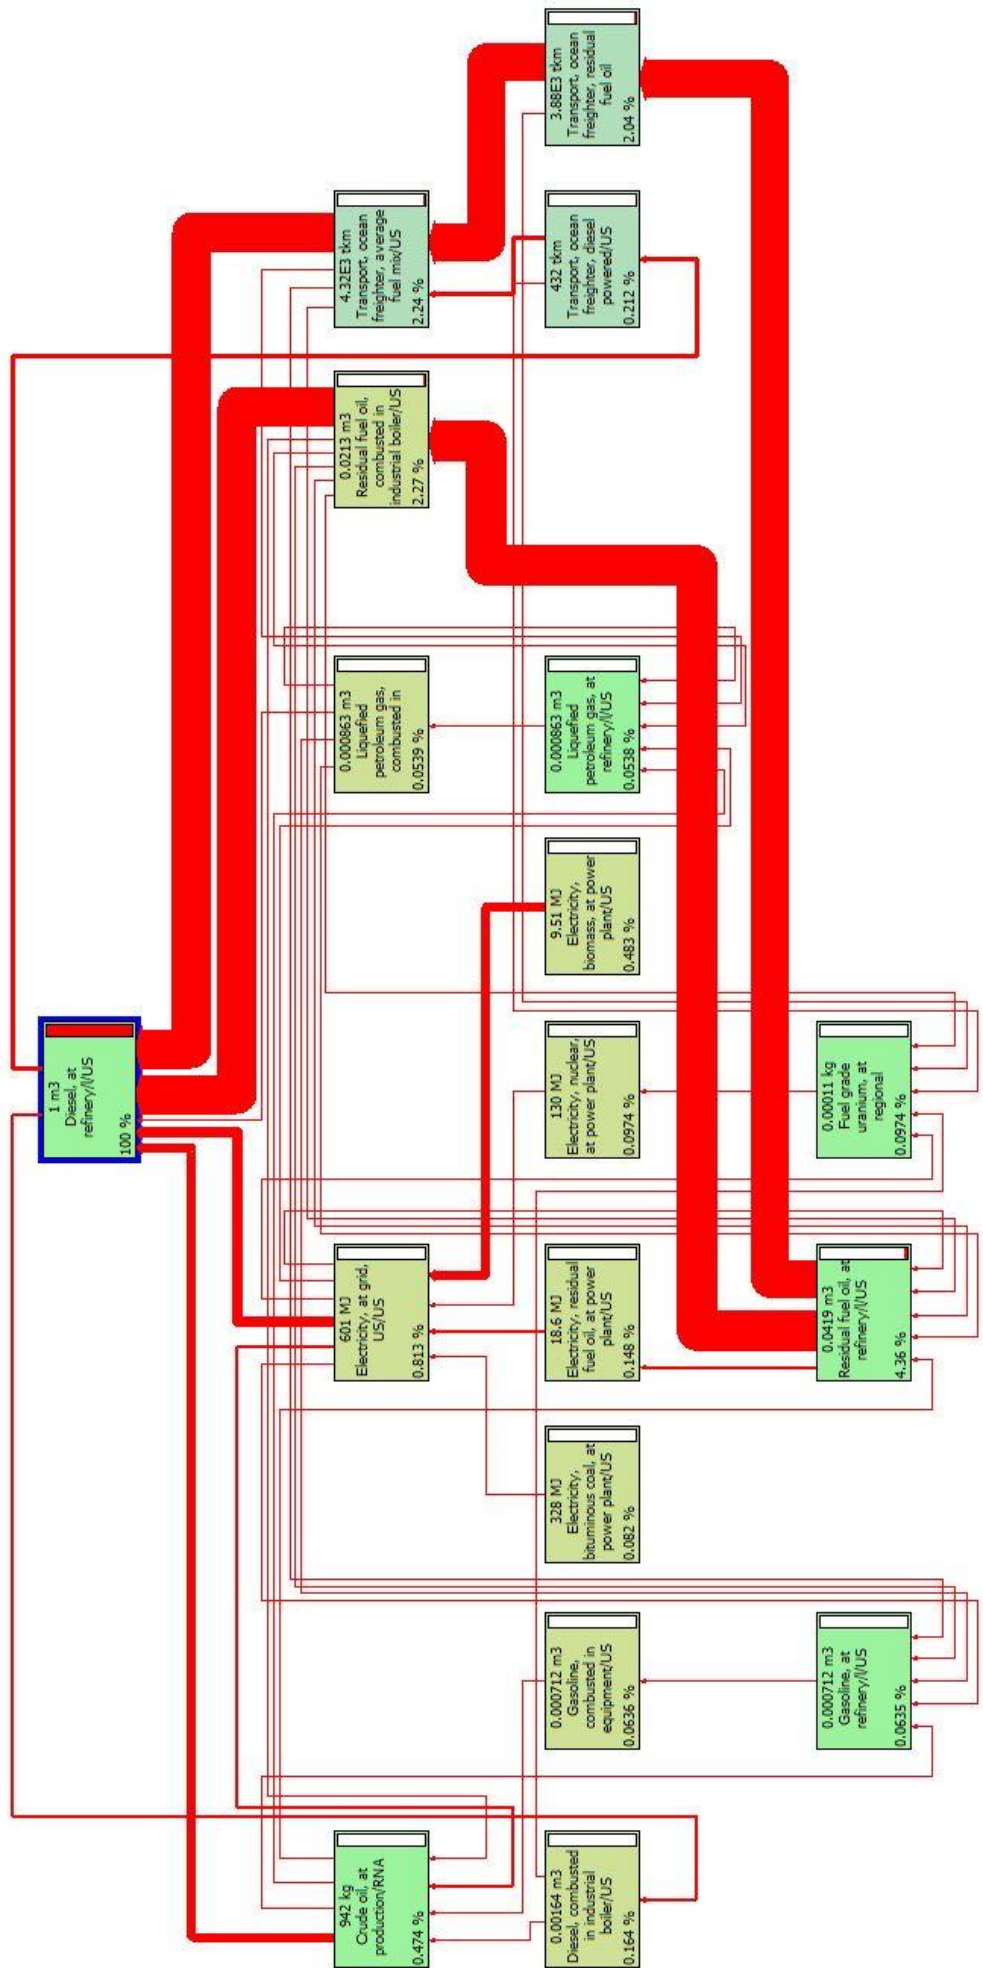 1 m3
Diesel, at
refinery/l/US
100 %
942 kg
Crude oil, at
production/RNA
0.474 %
601 MJ
Electricity, at grid,
US/US
0.813 %
0.000863 m3
Liquefied
petroleum gas,
combusted in
0.0539 %
0.0213 m3
Residual fuel oil,
combusted in
industrial boiler/US
2.27 %
4.32E3 tkm
Transport, ocean
freighter, average
fuel mix/US
2.24 %
0.00164 m3
Diesel, combusted
in industrial
boiler/US
0.164 %
0.000712 m3
Gasoline,
combusted in
equipment/US
0.0636 %
328 MJ
Electricity,
bituminous coal, at
power plant/US
0.082 %
18.6 MJ
Electricity, residual
fuel oil, at power
plant/US
0.148 %
130 MJ
Electricity, nuclear,
at power plant/US
0.0974 %
9.51 MJ
Electricity,
biomass, at power
plant/US
0.483 %
0.000863 m3
Liquefied
petroleum gas, at
refinery/l/US
0.0538 %
432 tkm
Transport, ocean
freighter, diesel
powered/US
0.212 %
3.88E3 tkm
Transport, ocean
freighter, residual
fuel oil
2.04 %
0.000712 m3
Gasoline, at
refinery/l/US
0.0635 %
0.0419 m3
Residual fuel oil, at
refinery/l/US
4.36 %
0.00011 kg
Fuel grade
uranium, at
regional
0.0974 %